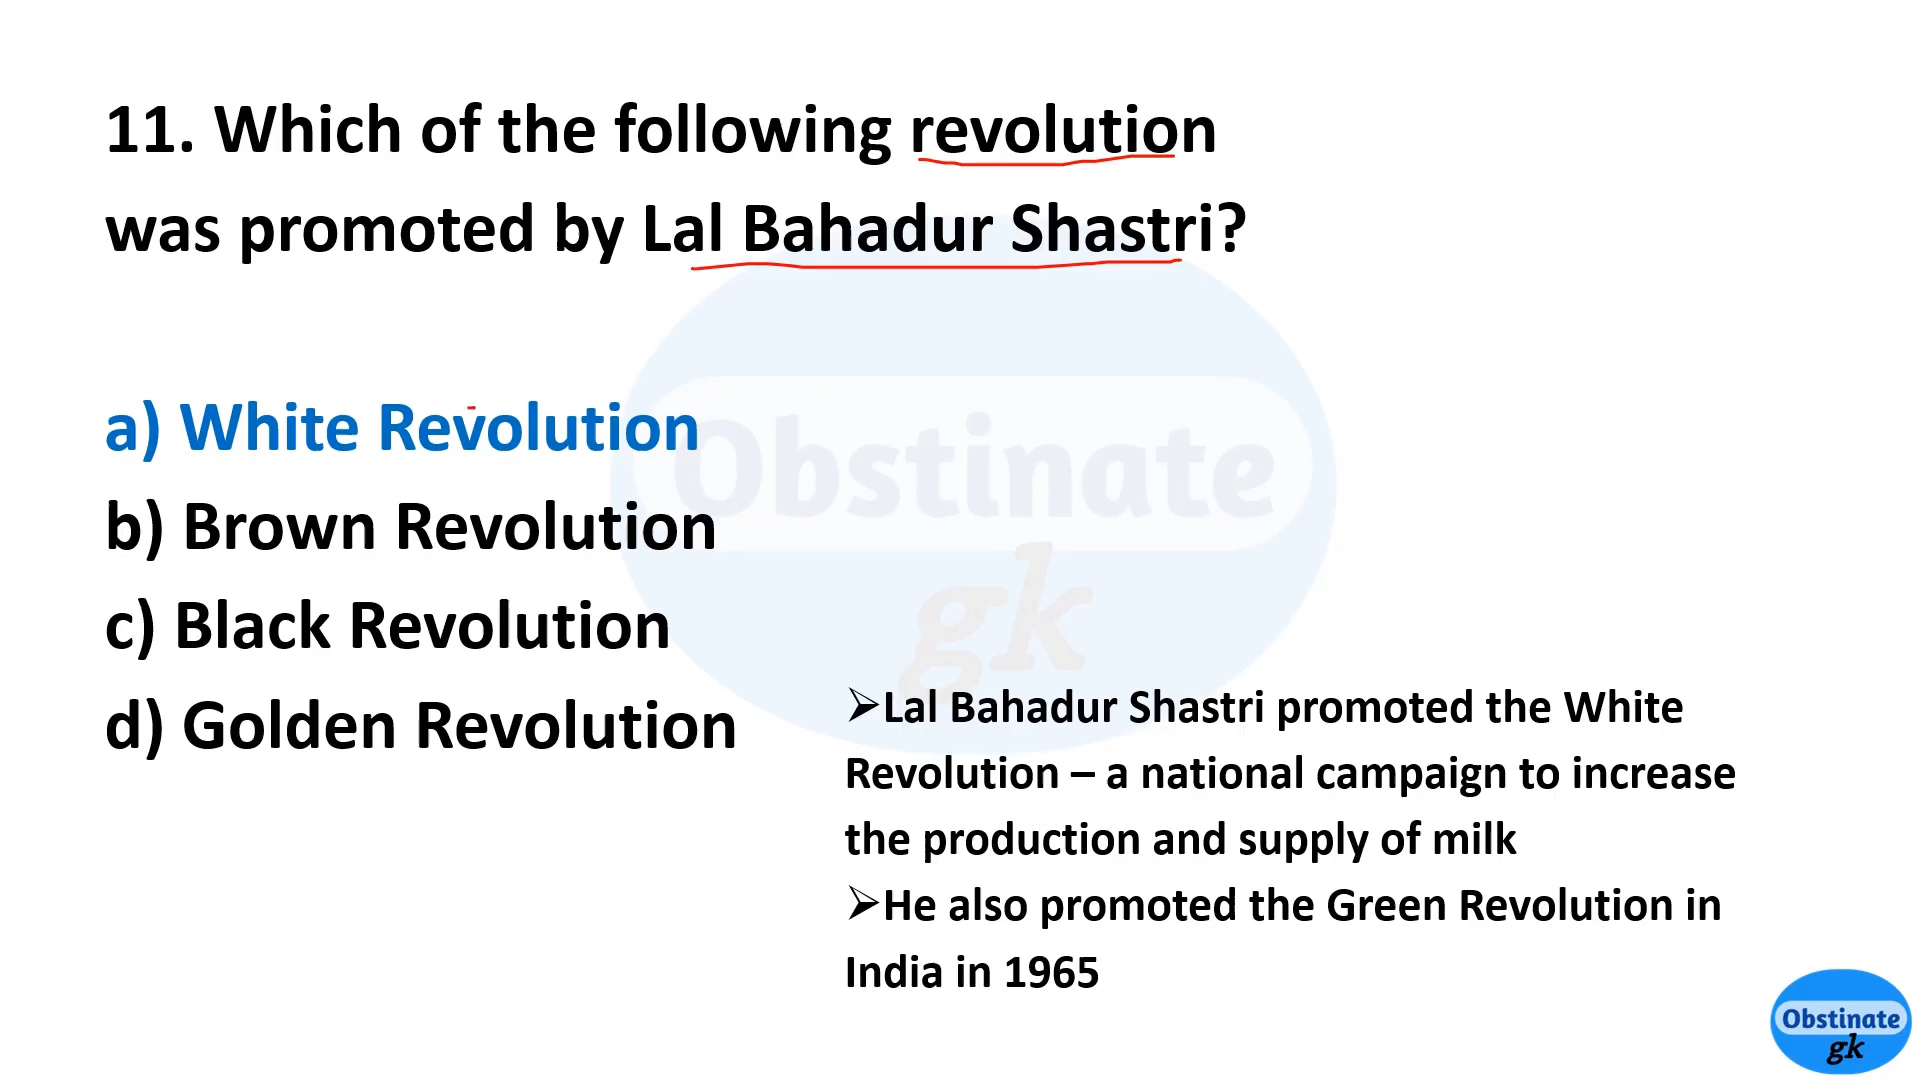 11. Which of the following revolution
was promoted by Lal Bahadur Shastri?
a) White Revolution
b) Brown Revolution
c) Black Revolution
d) Golden Revolution
Obstinate
gk
➢Lal Bahadur Shastri promoted the White
Revolution – a national campaign to increase
the production and supply of milk
➢He also promoted the Green Revolution in
India in 1965
Obstinate
gk